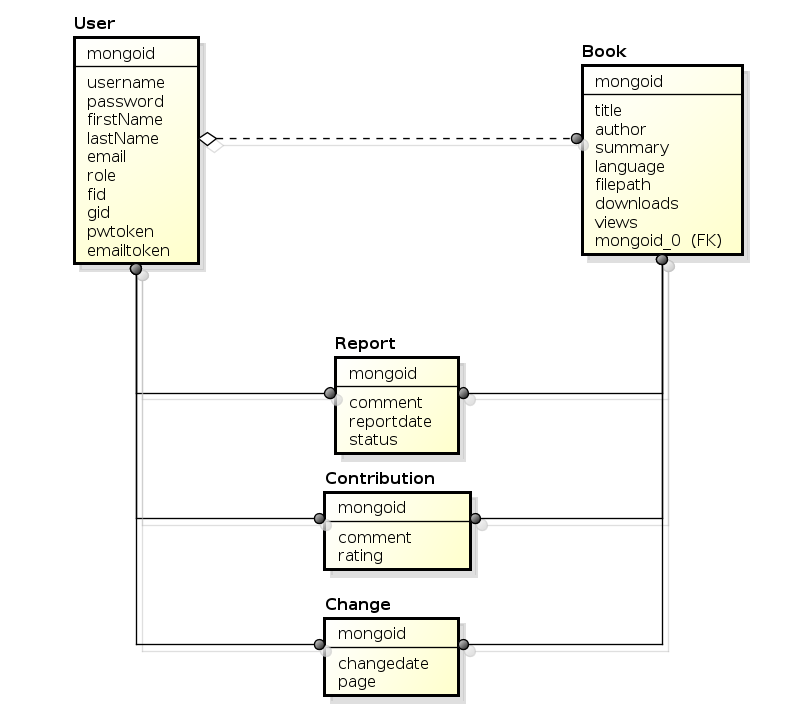 User
mongoid
username
password
firstName
lastName
email
role
fid
gid
pwtoken
emailtoken
Book
mongoid
title
author
summary
language
filepath
downloads
views
mongoid_0 (FK)
Report
mongoid
comment
reportdate
status
Contribution
mongoid
comment
rating
Change
mongoid
changedate
page